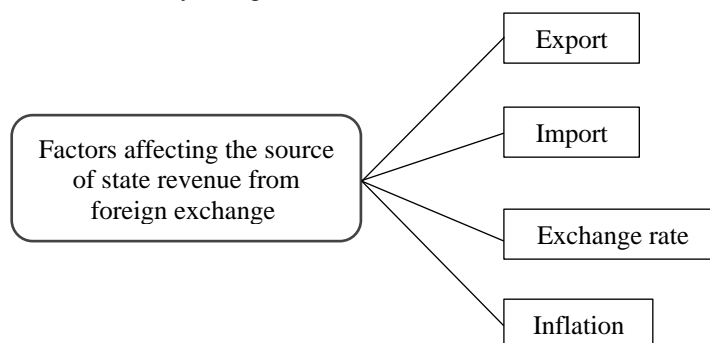 Export
Import
Factors affecting the source
of state revenue from
foreign exchange
Exchange rate
Inflation